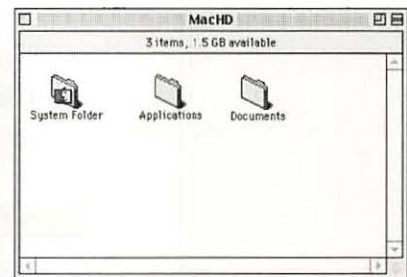 MacHD
3 items, 1.5 GB available
System Folder
Applications
Documents